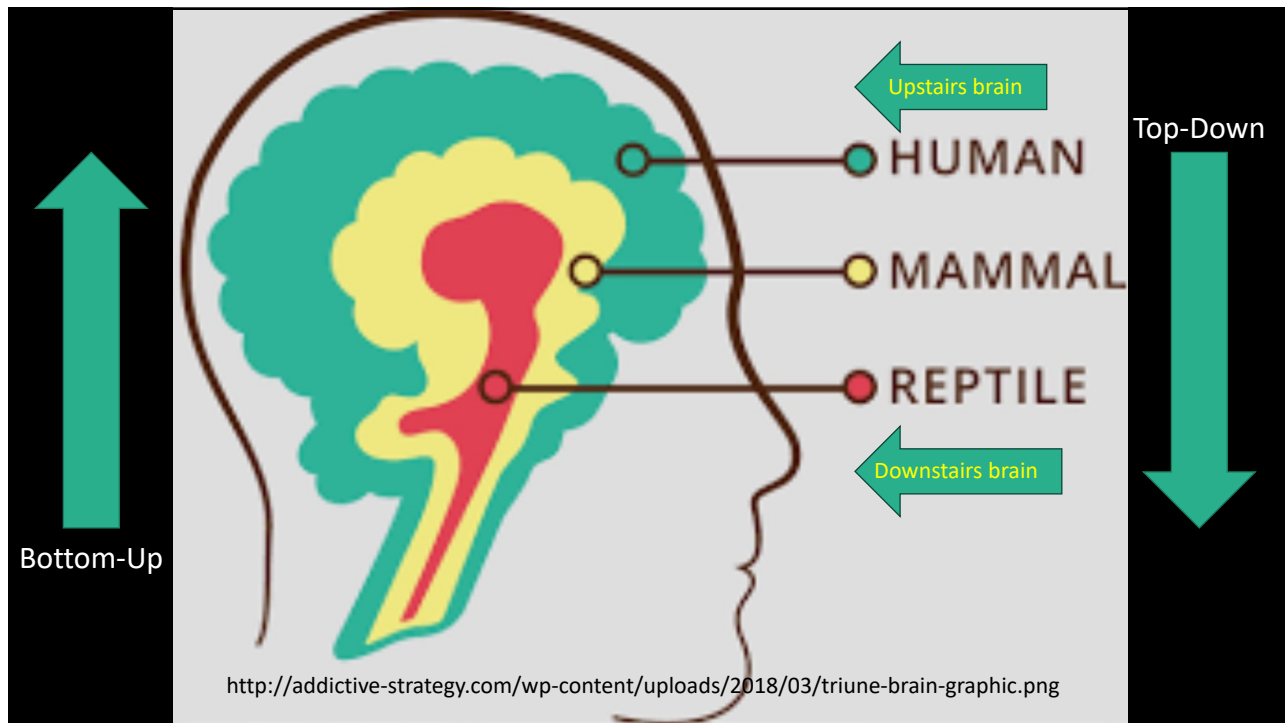 Upstairs brain
Top-Down
HUMAN
MAMMAL
REPTILE
Downstairs brain
Bottom-Up
http://addictive-strategy.com/wp-content/uploads/2018/03/triune-brain-graphic.png